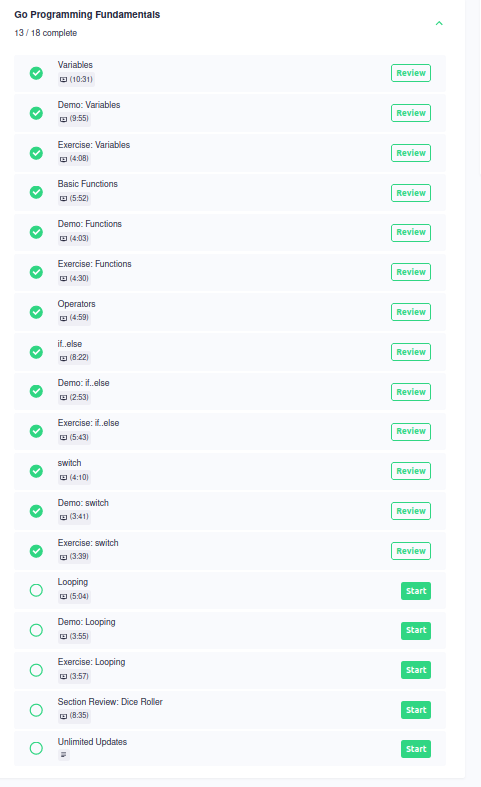 Go Programming Fundamentals
13 / 18 complete
Variables
(10:31)
Review
Demo: Variables
(9:55)
Review
Exercise: Variables
(4:08)
Review
Basic Functions
(5:52)
Review
Demo: Functions
(4:03)
Review
Exercise: Functions
(4:30)
Review
Operators
(4:59)
Review
if..else
(8:22)
Review
Demo: if..else
(2:53)
Review
Exercise: if..else
(5:43)
Review
switch
(4:10)
Review
Demo: switch
(3:41)
Review
Exercise: switch
(3:39)
Review
Looping
(5:04)
Start
Demo: Looping
(3:55)
Start
Exercise: Looping
(3:57)
Start
Section Review: Dice Roller
(8:35)
Start
Unlimited Updates
Start